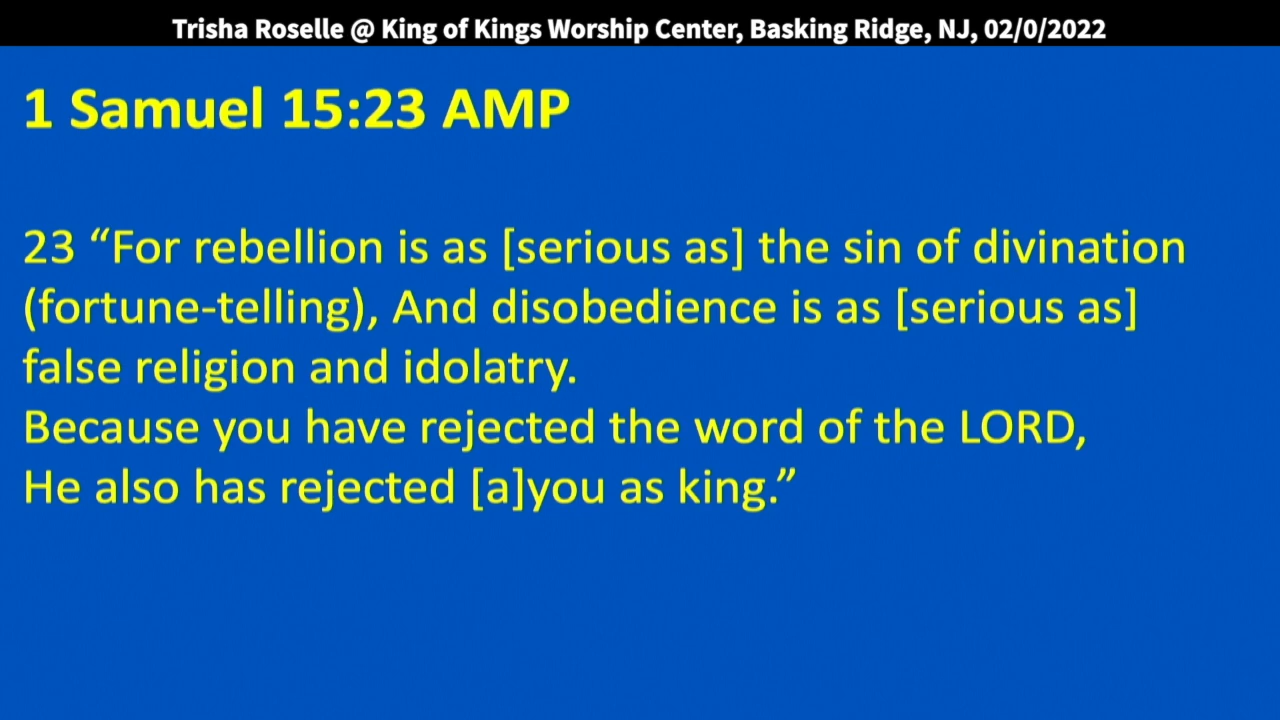 Trisha Roselle @ King of Kings Worship Center, Basking Ridge, NJ, 02/0/2022
1 Samuel 15:23 AMP
23 “For rebellion is as [serious as] the sin of divination
(fortune-telling), And disobedience is as [serious as]
false religion and idolatry.
Because you have rejected the word of the LORD,
He also has rejected [a]you as king.”